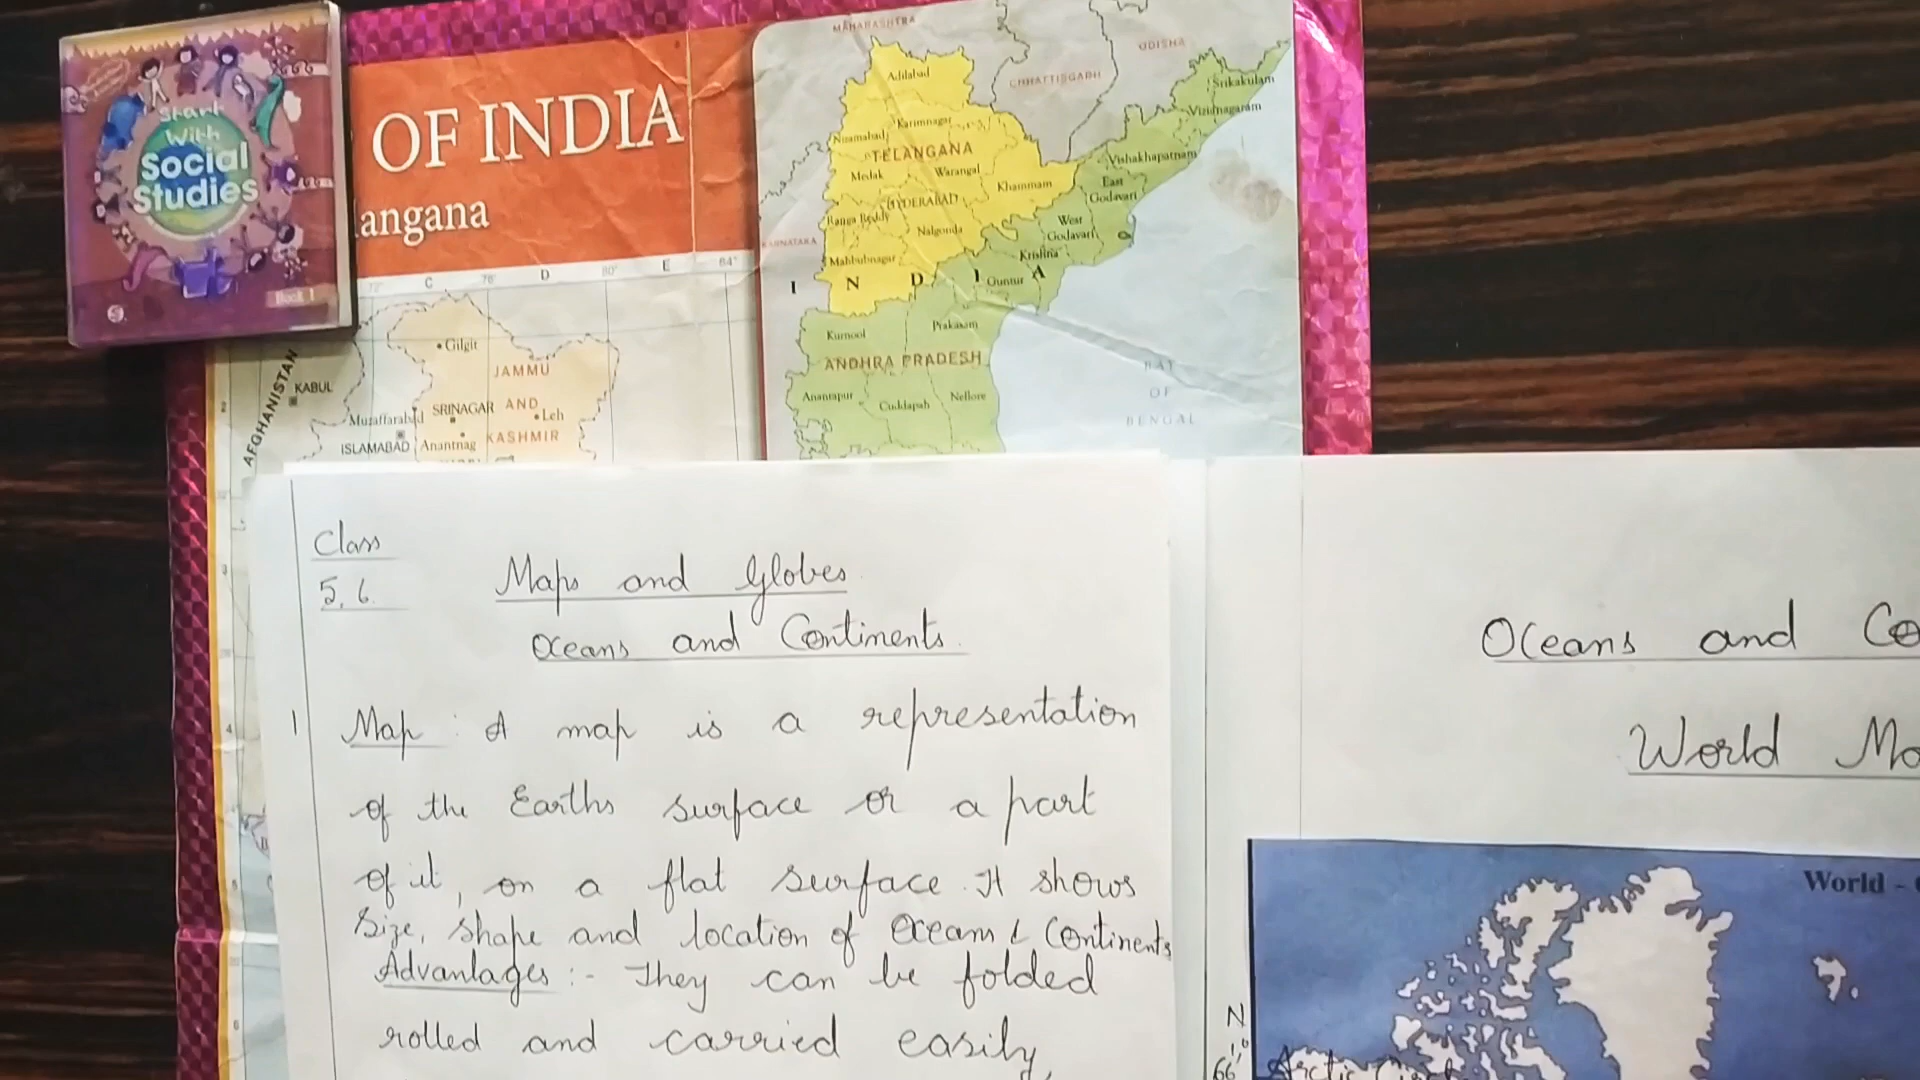 Start
With
Social
Studies
Book 1
OF INDIA
angana
C
76°
D
80°
E
84°
MAHARASHTRA
ODISHA
CHHATTISGARH
Adilabad
Srikakulam
Vizianagaram
Karimnagar
Nizamabad
TELANGANA
Vishakhapatnam
Medak
Warangal
Khammam
East
Godavari
HYDERABAD
Ranga Reddy
West
Godavari
Nalgonda
KARNATAKA
Krishna
Mahbubnagar
I N D I A
Guntur
Kurnool
Prakasam
ANDHRA PRADESH
Anantapur
Cuddapah
Nellore
BAY
OF
BENGAL
Gilgit
JAMMU
AND
KASHMIR
AFGHANISTAN
KABUL
Muzaffarabad
SRINAGAR
Leh
ISLAMABAD
Anantnag
Class
5, 6.
Maps and Globes
Oceans and Continents.
1 Map : A map is a representation
of the Earths surface or a part
of it, on a flat surface. It shows
Size, shape and location of Oceans & Continents
Advantages :- They can be folded
rolled and carried easily,
Oceans and Co
World Ma
World -
N
66
Arctic